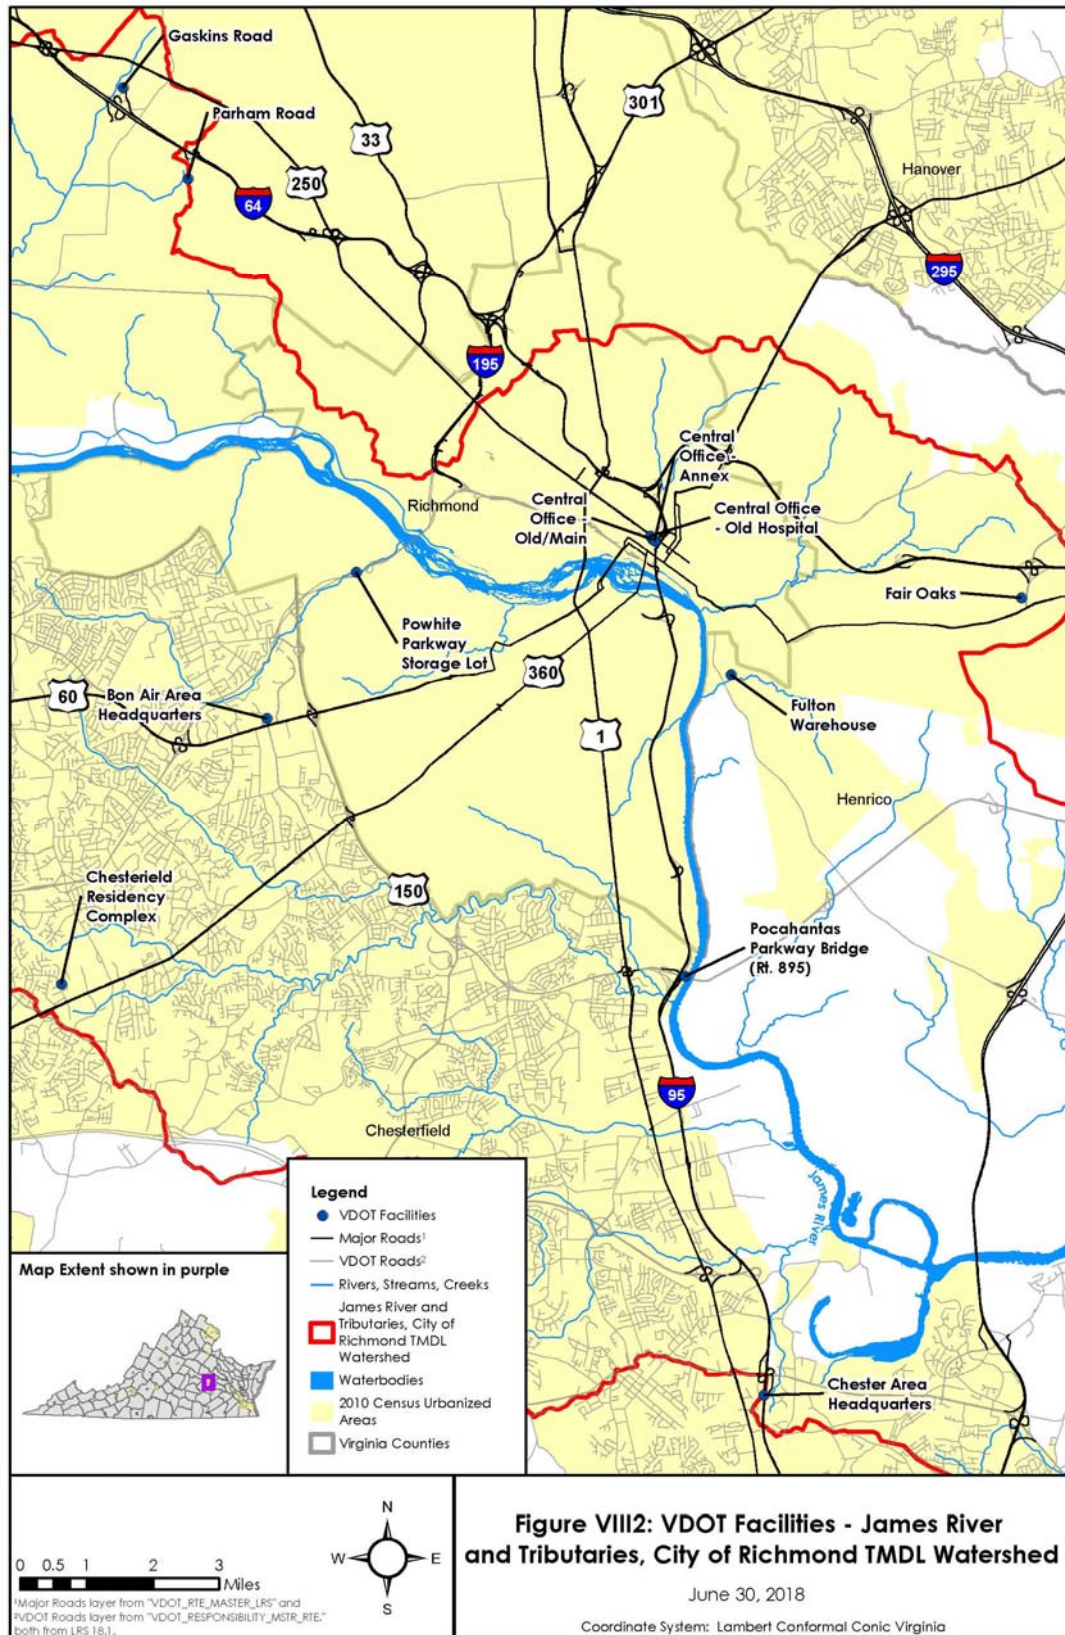 Gaskins Road
Parham Road
33
301
250
64
Hanover
295
195
Central
Office -
Annex
Richmond
Central
Office -
Old/Main
Central Office
- Old Hospital
Fair Oaks
Powhite
Parkway
Storage Lot
360
60
Bon Air Area
Headquarters
Fulton
Warehouse
1
Henrico
Chesterield
Residency
Complex
150
Pocahantas
Parkway Bridge
(Rt. 895)
95
Chesterfield
James River
Chester Area
Headquarters
Legend
VDOT Facilities
Major Roads¹
VDOT Roads²
Rivers, Streams, Creeks
James River and
Tributaries, City of
Richmond TMDL
Watershed
Waterbodies
2010 Census Urbanized
Areas
Virginia Counties
Map Extent shown in purple
0 0.5 1 2 3
Miles
¹Major Roads layer from "VDOT_RTE_MASTER_LRS" and
²VDOT Roads layer from "VDOT_RESPONSIBILITY_MSTR_RTE,"
both from LRS 18.1.
N
W
E
S
Figure VIII2: VDOT Facilities - James River
and Tributaries, City of Richmond TMDL Watershed
June 30, 2018
Coordinate System: Lambert Conformal Conic Virginia